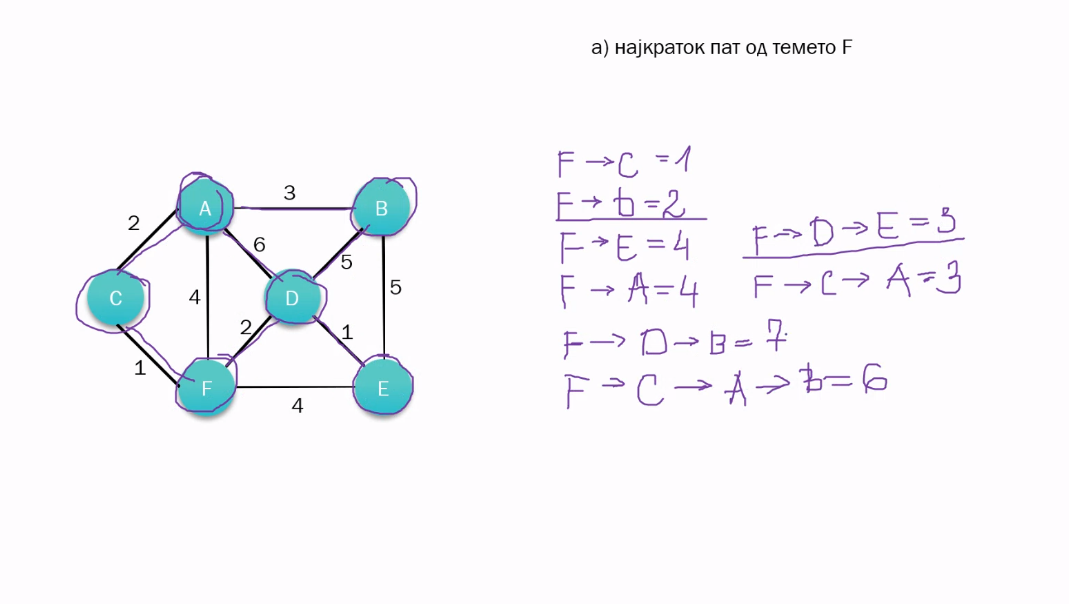 а) најкраток пат од темето F
A
3
B
2
6
5
C
4
D
5
2
1
1
F
E
4
F → C = 1
F → b = 2
F → E = 4
F → A = 4
F → D → E = 3
F → C → A = 3
F → D → B = 7
F → C → A → b = 6